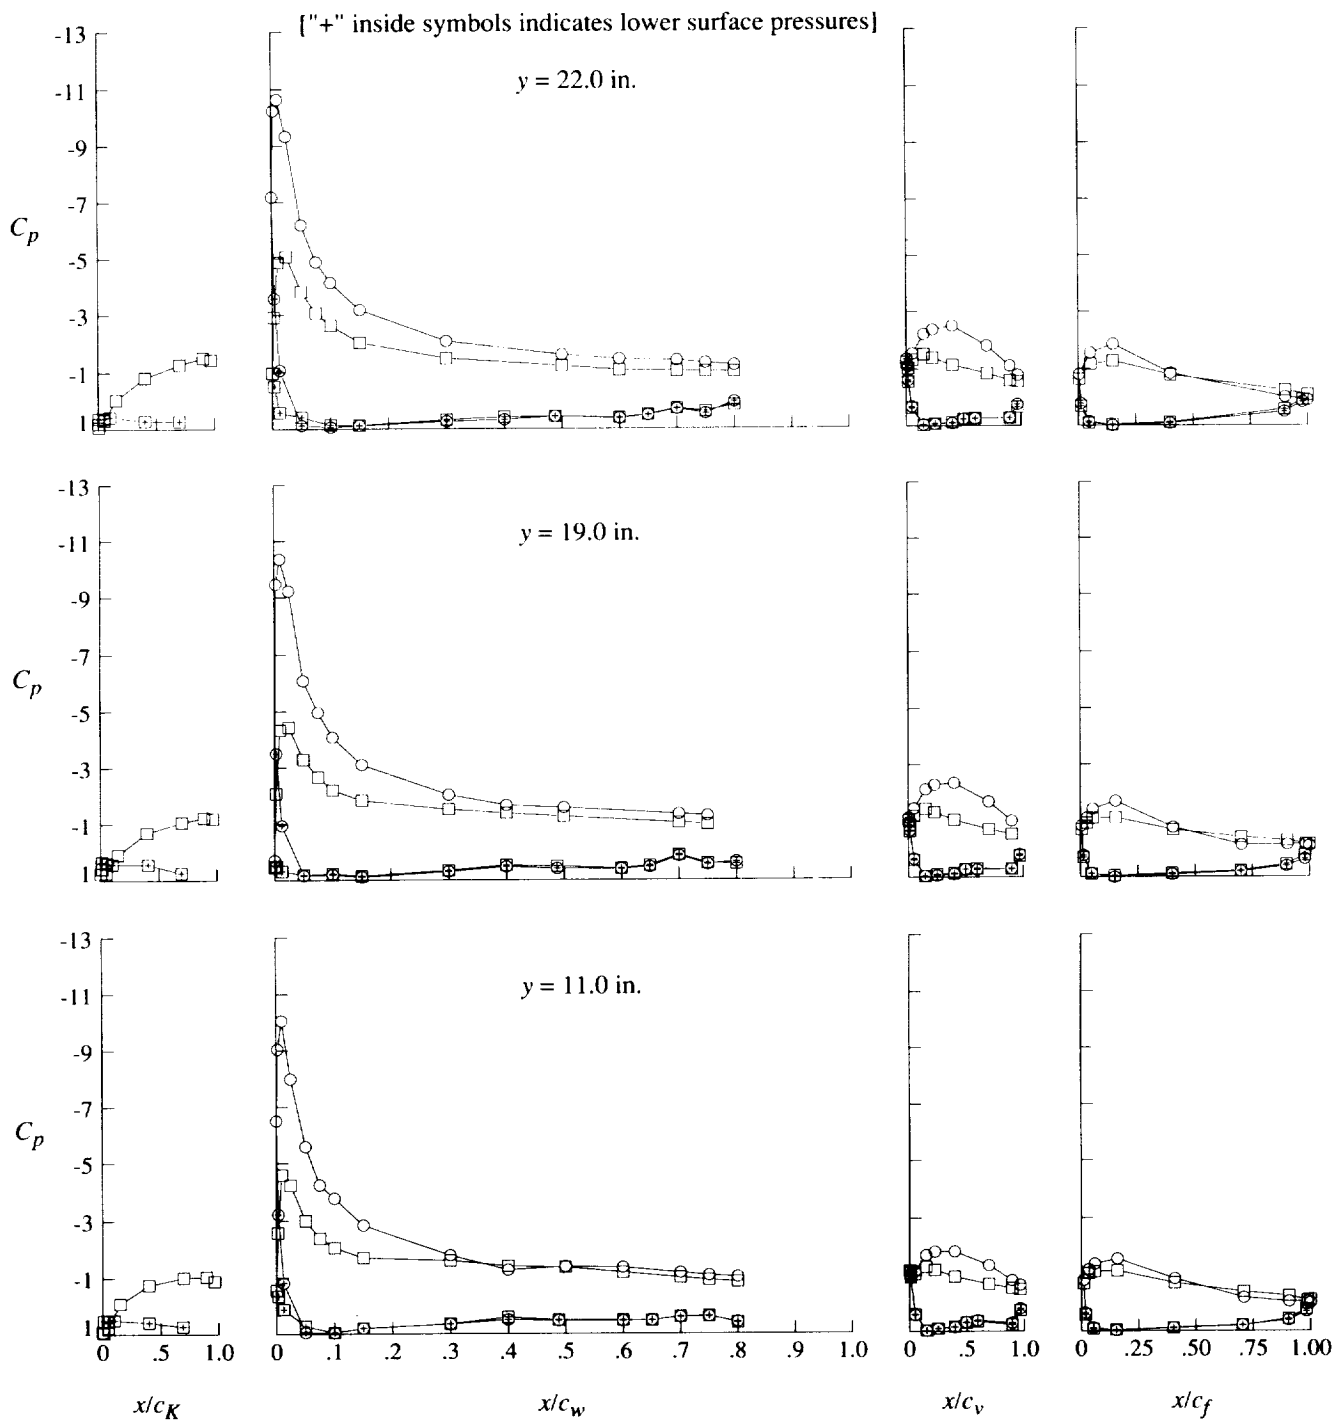 ["+" inside symbols indicates lower surface pressures]
-13
-11
-9
-7
-5
-3
-1
1
C_p
y = 22.0 in.
-13
-11
-9
-7
-5
-3
-1
1
C_p
y = 19.0 in.
-13
-11
-9
-7
-5
-3
-1
1
C_p
y = 11.0 in.
0 .5 1.0 0 .1 .2 .3 .4 .5 .6 .7 .8 .9 1.0 0 .5 1.0 0 .25 .50 .75 1.00
x/c_K x/c_w x/c_v x/c_f